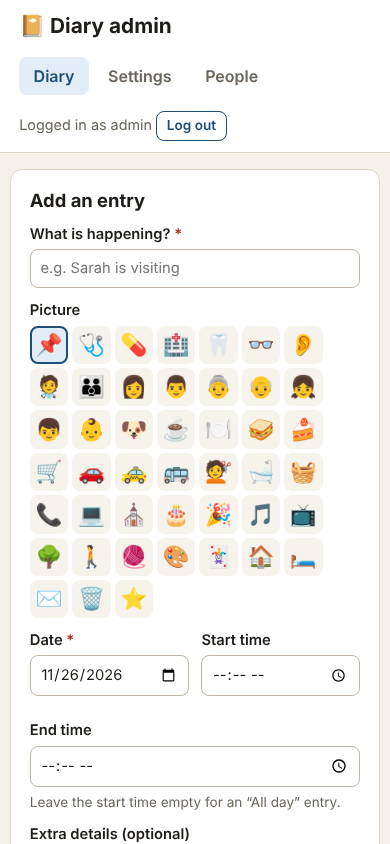 Diary admin
Diary Settings People
Logged in as admin Log out
Add an entry
What is happening? *
e.g. Sarah is visiting
Picture
Date * Start time
11/26/2026 --:-- --
End time
--:-- --
Leave the start time empty for an “All day” entry.
Extra details (optional)